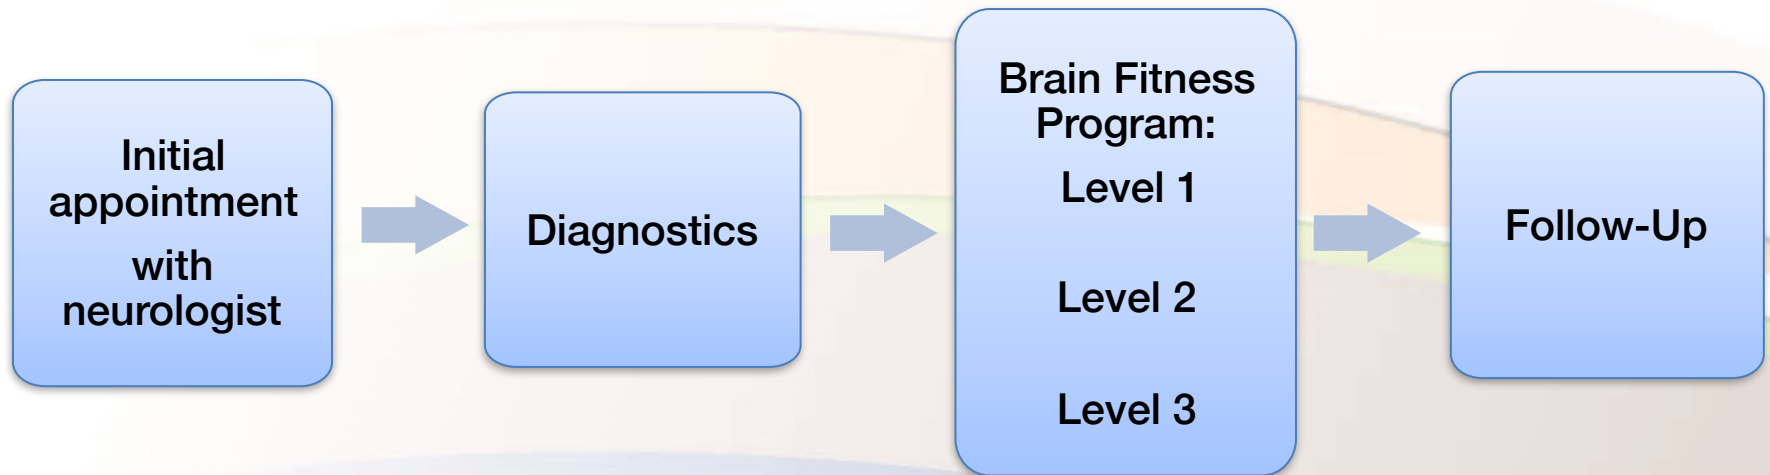 Initial
appointment
with
neurologist
Diagnostics
Brain Fitness
Program:
Level 1
Level 2
Level 3
Follow-Up